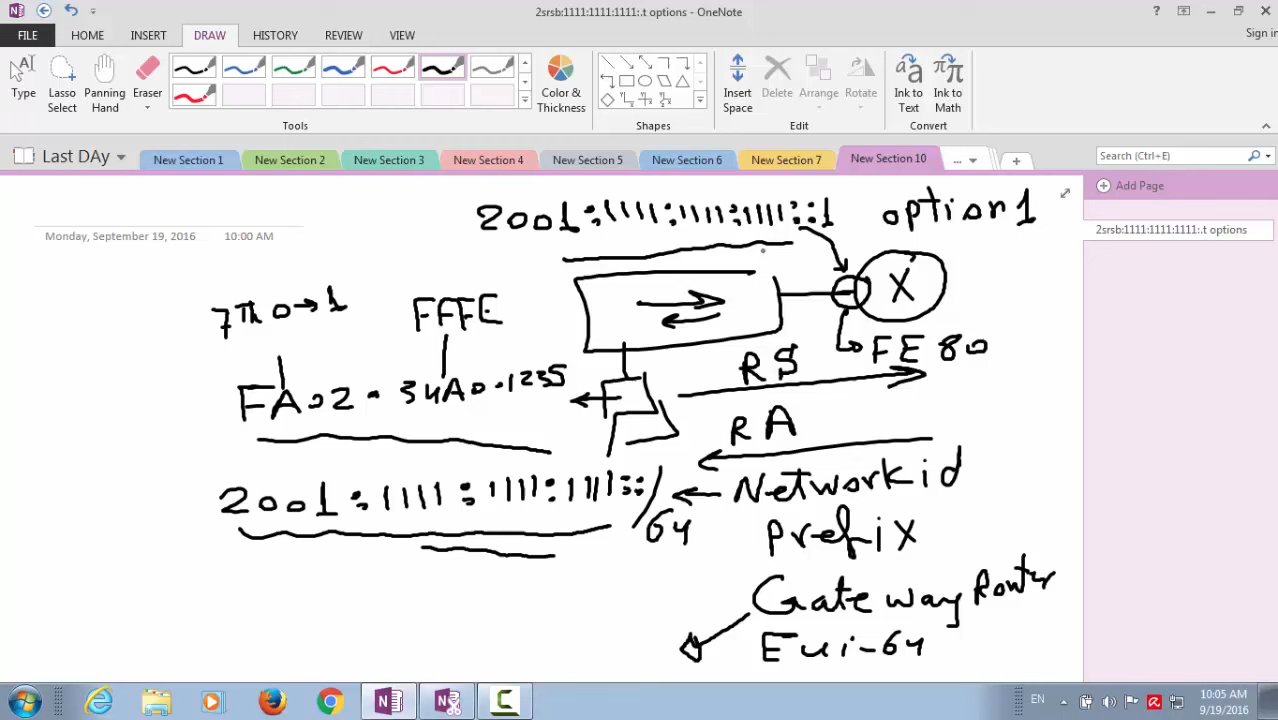 2srsb:1111:1111:1111:.t options - OneNote
Sign in
FILE HOME INSERT DRAW HISTORY REVIEW VIEW
Type
Lasso Select
Panning Hand
Eraser
Color & Thickness
Insert Space
Delete
Arrange
Rotate
Ink to Text
Ink to Math
Tools
Shapes
Edit
Convert
Last DAy
New Section 1
New Section 2
New Section 3
New Section 4
New Section 5
New Section 6
New Section 7
New Section 10
...
Search (Ctrl+E)
Add Page
2srsb:1111:1111:1111:.t options
Monday, September 19, 2016 10:00 AM
2001:1111:1111:1111::1 option 1
X
7th 0→1
FFFE
FE 80
RS
FA02.34A0.1235
RA
2001:1111:1111:1111::/64
Network id
Prefix
Gateway Router
Eui-64
EN
10:05 AM
9/19/2016